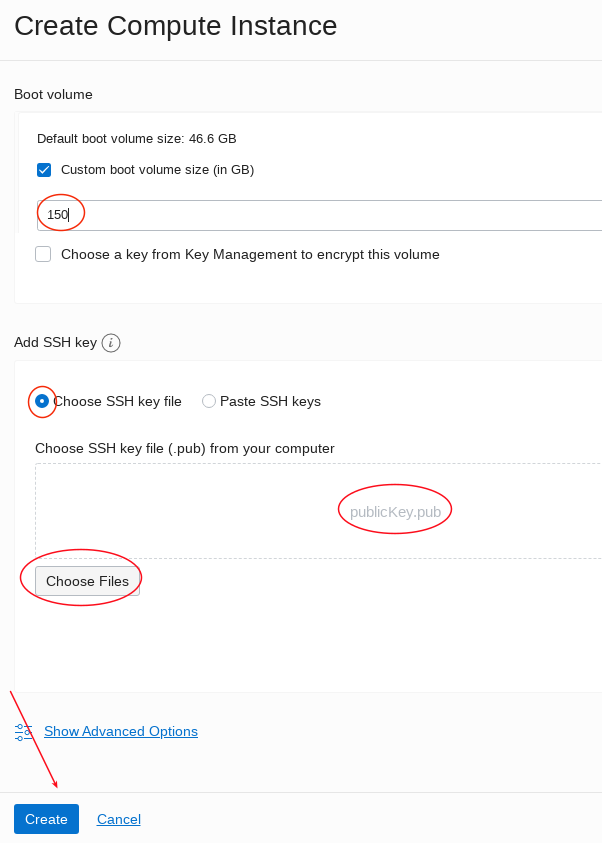 Create Compute Instance
Boot volume
Default boot volume size: 46.6 GB
Custom boot volume size (in GB)
150
Choose a key from Key Management to encrypt this volume
Add SSH key i
Choose SSH key file Paste SSH keys
Choose SSH key file (.pub) from your computer
publicKey.pub
Choose Files
Show Advanced Options
Create Cancel